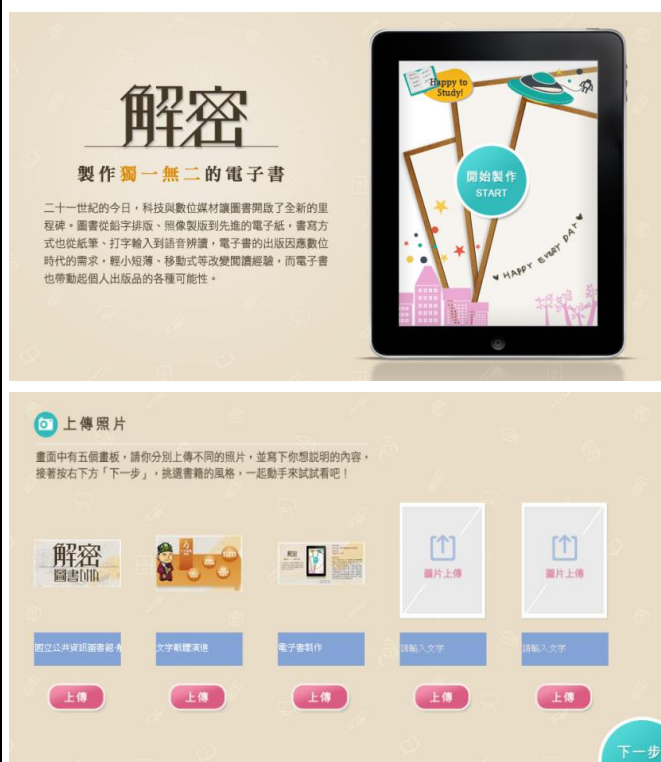 解密
製作獨一無二的電子書
二十一世紀的今日，科技與數位媒材讓圖書開啟了全新的里
程碑。圖書從鉛字排版、照像製版到先進的電子紙，書寫方
式也從紙筆、打字輸入到語音辨識，電子書的出版因應數位
時代的需求，輕小短薄、移動式等改變閱讀經驗，而電子書
也帶動起個人出版品的各種可能性。
Happy to
Study!
開始製作
START
HAPPY EVERY DAY
上傳照片
畫面中有五個畫板，請你分別上傳不同的照片，並寫下你想說明的內容，
接著按右下方「下一步」，挑選書籍的風格，一起動手來試試看吧！
解密
圖書
圖片上傳
圖片上傳
國立公共資訊圖書館
文字載體演進
電子書製作
請輸入文字
請輸入文字
上傳
上傳
上傳
上傳
上傳
下一步